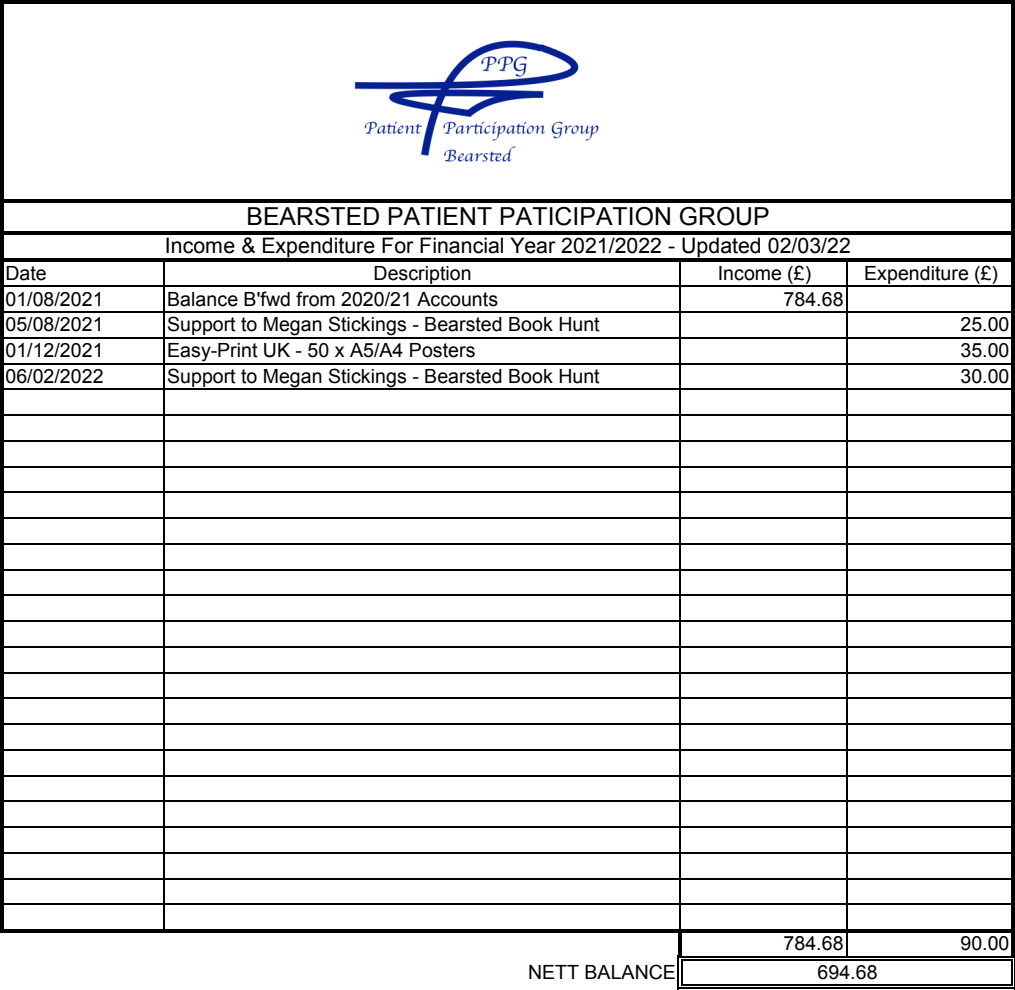 PPG
Patient Participation Group
Bearsted
BEARSTED PATIENT PATICIPATION GROUP
Income & Expenditure For Financial Year 2021/2022 - Updated 02/03/22
Date Description Income (£) Expenditure (£)
01/08/2021 Balance B'fwd from 2020/21 Accounts 784.68
05/08/2021 Support to Megan Stickings - Bearsted Book Hunt 25.00
01/12/2021 Easy-Print UK - 50 x A5/A4 Posters 35.00
06/02/2022 Support to Megan Stickings - Bearsted Book Hunt 30.00
784.68 90.00
NETT BALANCE 694.68